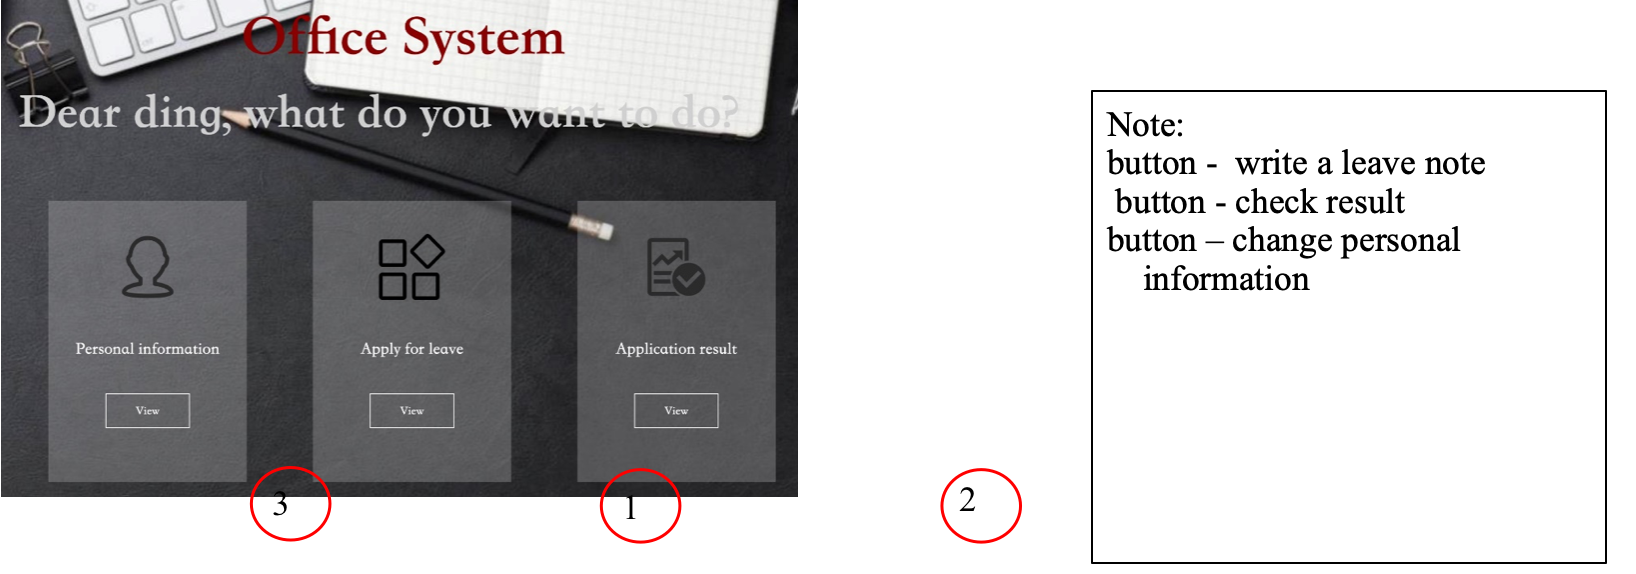 Office System
Dear ding, what do you want to do?
Personal information
Apply for leave
Application result
View
View
View
3
1
2
Note:
button - write a leave note
button - check result
button – change personal
information